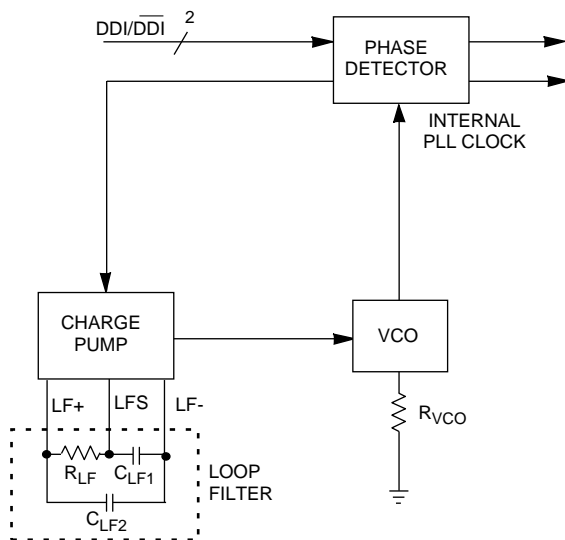 DDI/D̅D̅I̅ 2
PHASE
DETECTOR
INTERNAL
PLL CLOCK
CHARGE
PUMP
VCO
LF+ LFS LF-
RVCO
RLF CLF1
LOOP
FILTER
CLF2